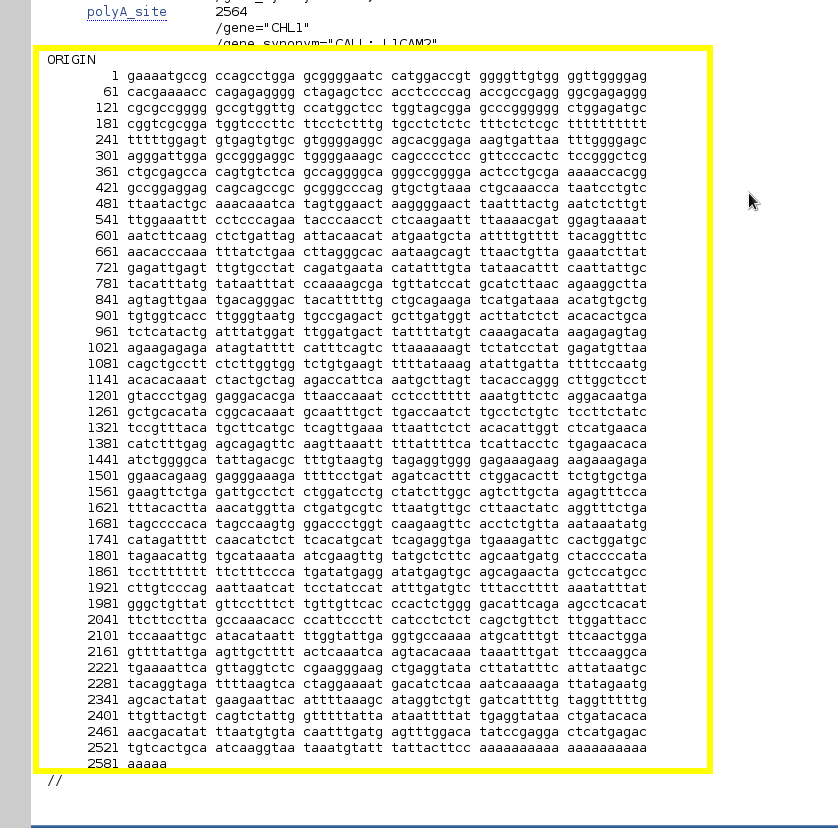 polyA_site 2564
/gene="CHL1"
/gene_synonym="CALL; L1CAM2"
ORIGIN
1 gaaaatgccg ccagcctgga gcggggaatc catggaccgt ggggttgtgg ggttggggag
61 cacgaaaacc cagagagggg ctagagctcc acctccccag accgccgagg ggcgagaggg
121 cgcgccgggg gccgtggttg ccatggctcc tggtagcgga gcccgggggc ctggagatgc
181 cggtcgcgga tggtcccttc ttcctctttg tgcctctctc tttctctcgc tttttttttt
241 tttttggagt gtgagtgtgc gtggggaggc agcacggaga aagtgattaa tttggggagc
301 agggattgga gccgggaggc tggggaaagc cagcccctcc gttcccactc tccgggctcg
361 ctgcgagcca cagtgtctca gccaggggca gggccgggga actcctgcga aaaaccacgg
421 gccggaggag cagcagccgc gcgggcccag gtgctgtaaa ctgcaaacca taatcctgtc
481 ttaatactgc aaacaaatca tagtggaact aaggggaact taatttactg aatctcttgt
541 ttggaaattt cctcccagaa tacccaacct ctcaagaatt tttaaaacgat ggagtaaaat
601 aatcttcaag ctctgattag attacaacat atgaatgcta attttgtttt tacaggtttc
661 aacacccaaa tttatctgaa cttagggcac aataagcagt ttaactgtta gaaatcttat
721 gagattgagt ttgtgcctat cagatgaata catatttgta tataacattt caattattgc
781 tacatttatg tataatttat ccaaaagcga tgttatccat gcatcttaac agaaggctta
841 agtagttgaa tgacagggac tacatttttg ctgcagaaga tcatgataaa acatgtgctg
901 tgtggtcacc ttgggtaatg tgccgagact gcttgatggt acttatctct acacactgca
961 tctcatactg atttatggat ttggatgact tattttatgt caaagacata aagagagtag
1021 agaagagaga atagtatttt catttcagtc ttaaaaaagt tctatcctat gagatgttaa
1081 cagctgcctt ctcttggtgg tctgtgaagt ttttataaag atattgatta ttttccaatg
1141 acacacaaat ctactgctag agaccattca aatgcttagt tacaccaggg cttggctcct
1201 gtaccctgag gaggacacga ttaaccaaat cctccttttt aaatgttctc aggacaatga
1261 gctgcacata cggcacaaat gcaatttgct tgaccaatct tgcctctgtc tccttctatc
1321 tccgtttaca tgcttcatgc tcagttgaaa ttaattctct acacattggt ctcatgaaca
1381 catctttgag agcagagttc aagttaaatt tttattttca tcattacctc tgagaacaca
1441 atctggggca tattagacgc tttgtaagtg tagaggtggg gagaaagaag aagaaagaga
1501 ggaacagaag gagggaaaga ttttcctgat agatcacttt ctggacactt tctgtgctga
1561 gaagttctga gattgcctct ctggatcctg ctatcttggc agtcttgcta agagtttcca
1621 tttacactta aacatggtta ctgatgcgtc ttaatgttgc cttaactatc aggtttctga
1681 tagccccaca tagccaagtg ggaccctggt caagaagttc acctctgtta aataaatatg
1741 catagatttt caacatctct tcacatgcat tcagaggtga tgaaagattc cactggatgc
1801 tagaacattg tgcataaata atcgaagttg tatgctcttc agcaatgatg ctaccccata
1861 tccttttttt ttctttccca tgatatgagg atatgagtgc agcagaacta gctccatgcc
1921 cttgtcccag aattaatcat tcctatccat atttgatgtc tttacctttt aaatatttat
1981 gggctgttat gttcctttct tgttgttcac ccactctggg gacattcaga agcctcacat
2041 ttcttcctta gccaaacacc ccattccctt catcctctct cagctgttct ttggattacc
2101 tccaaattgc atacataatt ttggtattga ggtgccaaaa atgcatttgt ttcaactgga
2161 gttttattga agttgctttt actcaaatca agtacacaaa taaatttgat ttccaaggca
2221 tgaaaattca gttaggtctc cgaagggaag ctgaggtata cttatatttc attataatgc
2281 tacaggtaga ttttaagtca ctaggaaaat gacatctcaa aatcaaaaga ttatagaatg
2341 agcactatat gaagaattac attttaaagc ataggtctgt gatcattttg taggtttttg
2401 ttgttactgt cagtctattg gtttttatta ataattttat tgaggtataa ctgatacaca
2461 aacgacatat ttaatgtgta caatttgatg agtttggaca tatccgagga ctcatgagac
2521 tgtcactgca atcaaggtaa taaatgtatt tattacttcc aaaaaaaaaa aaaaaaaaaa
2581 aaaaa
//